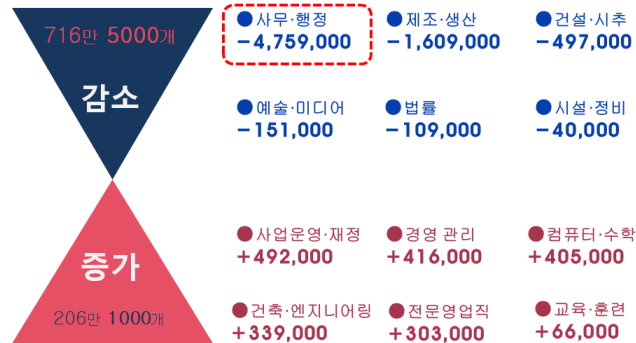 716만 5000개
감소
● 사무·행정
● 제조·생산
● 건설·시추
-4,759,000
-1,609,000
-497,000
● 예술·미디어
● 법률
● 시설·정비
-151,000
-109,000
-40,000
증가
206만 1000개
● 사업운영·재정
● 경영 관리
● 컴퓨터·수학
+492,000
+416,000
+405,000
● 건축·엔지니어링
● 전문영업직
● 교육·훈련
+339,000
+303,000
+66,000